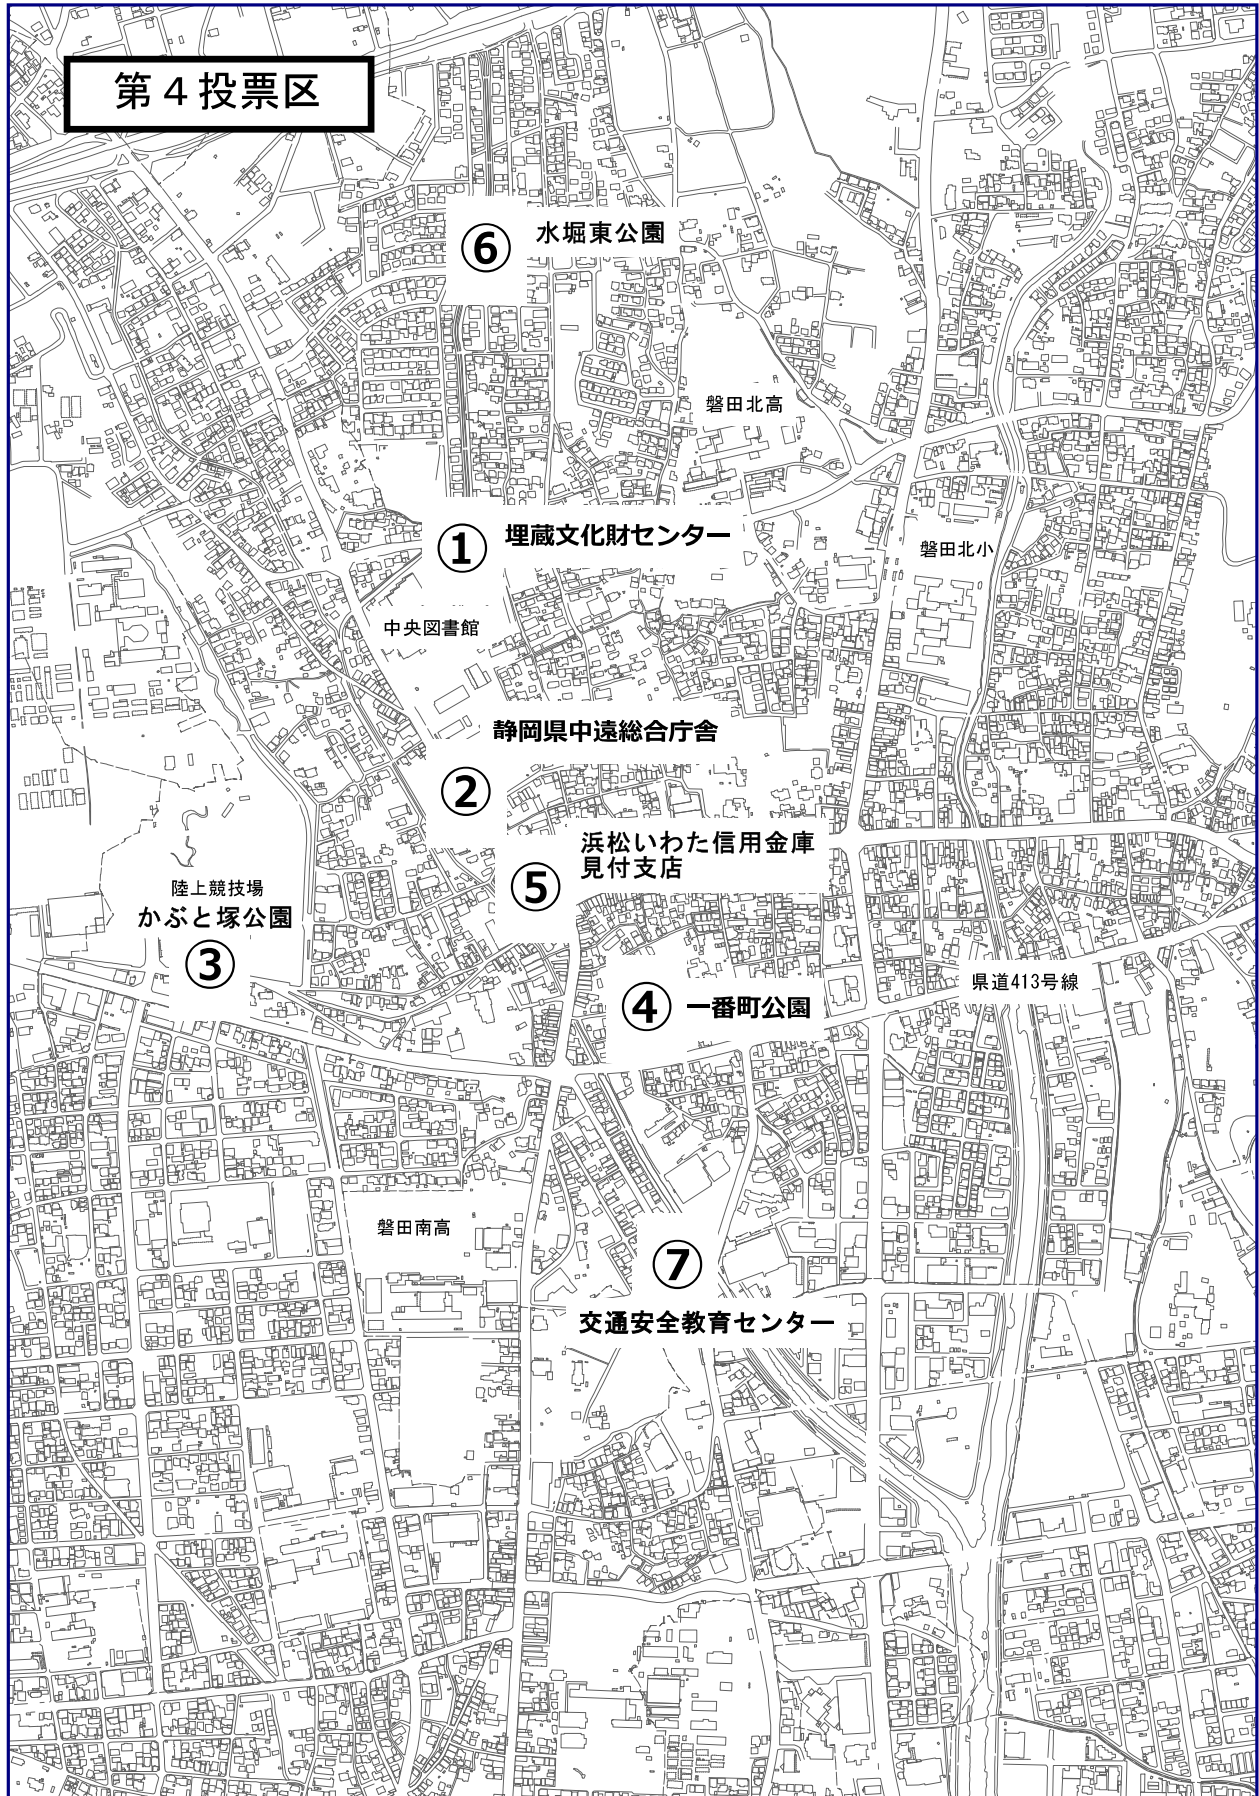 第４投票区
⑥
水堀東公園
磐田北高
①
埋蔵文化財センター
磐田北小
中央図書館
静岡県中遠総合庁舎
②
浜松いわた信用金庫
見付支店
⑤
陸上競技場
かぶと塚公園
③
県道413号線
④
一番町公園
磐田南高
⑦
交通安全教育センター